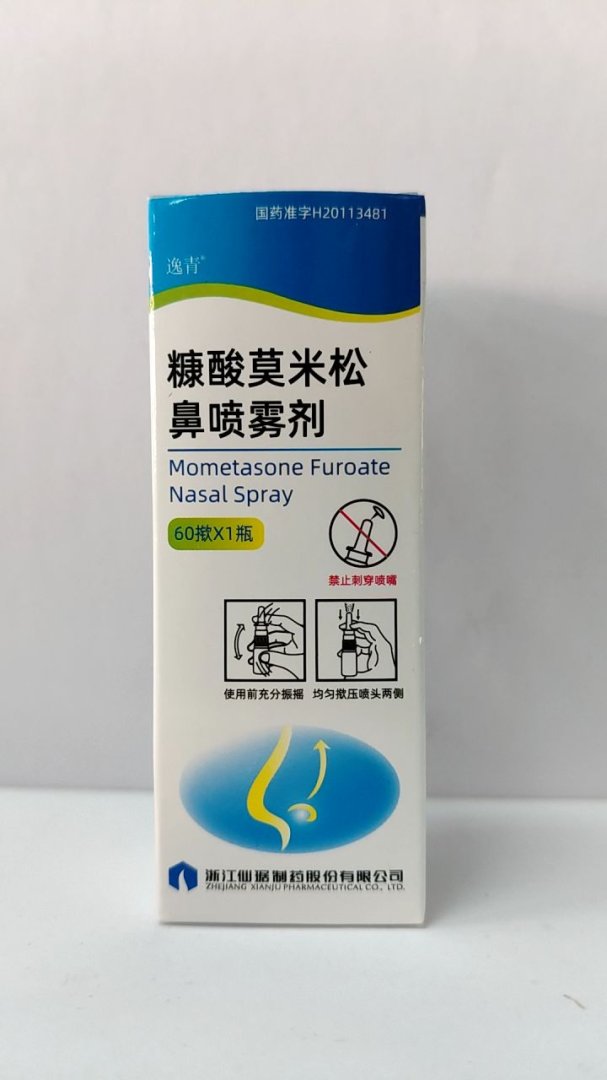 国药准字H20113481
逸青®
糠酸莫米松
鼻喷雾剂
Mometasone Furoate
Nasal Spray
60揿X1瓶
禁止刺穿喷嘴
使用前充分振摇 均匀揿压喷头两侧
浙江仙琚制药股份有限公司
ZHEJIANG XIANJU PHARMACEUTICAL CO., LTD.